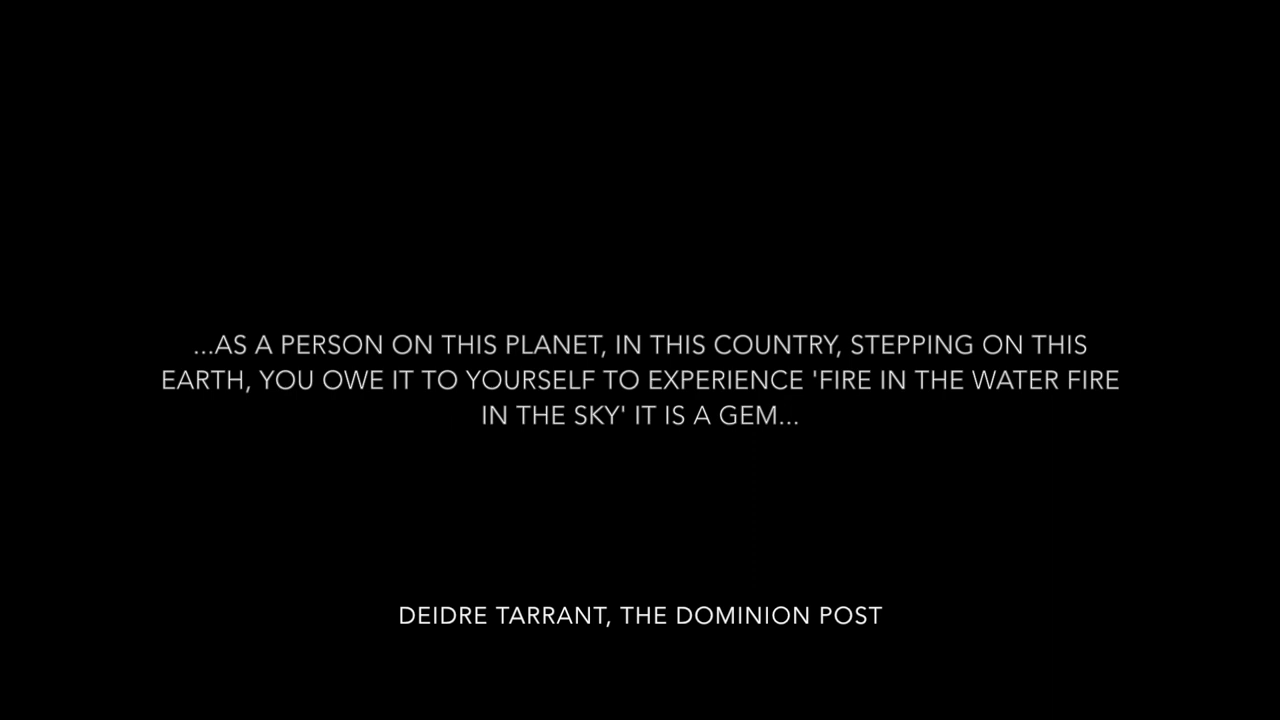 ...AS A PERSON ON THIS PLANET, IN THIS COUNTRY, STEPPING ON THIS
EARTH, YOU OWE IT TO YOURSELF TO EXPERIENCE 'FIRE IN THE WATER FIRE
IN THE SKY' IT IS A GEM...
DEIDRE TARRANT, THE DOMINION POST